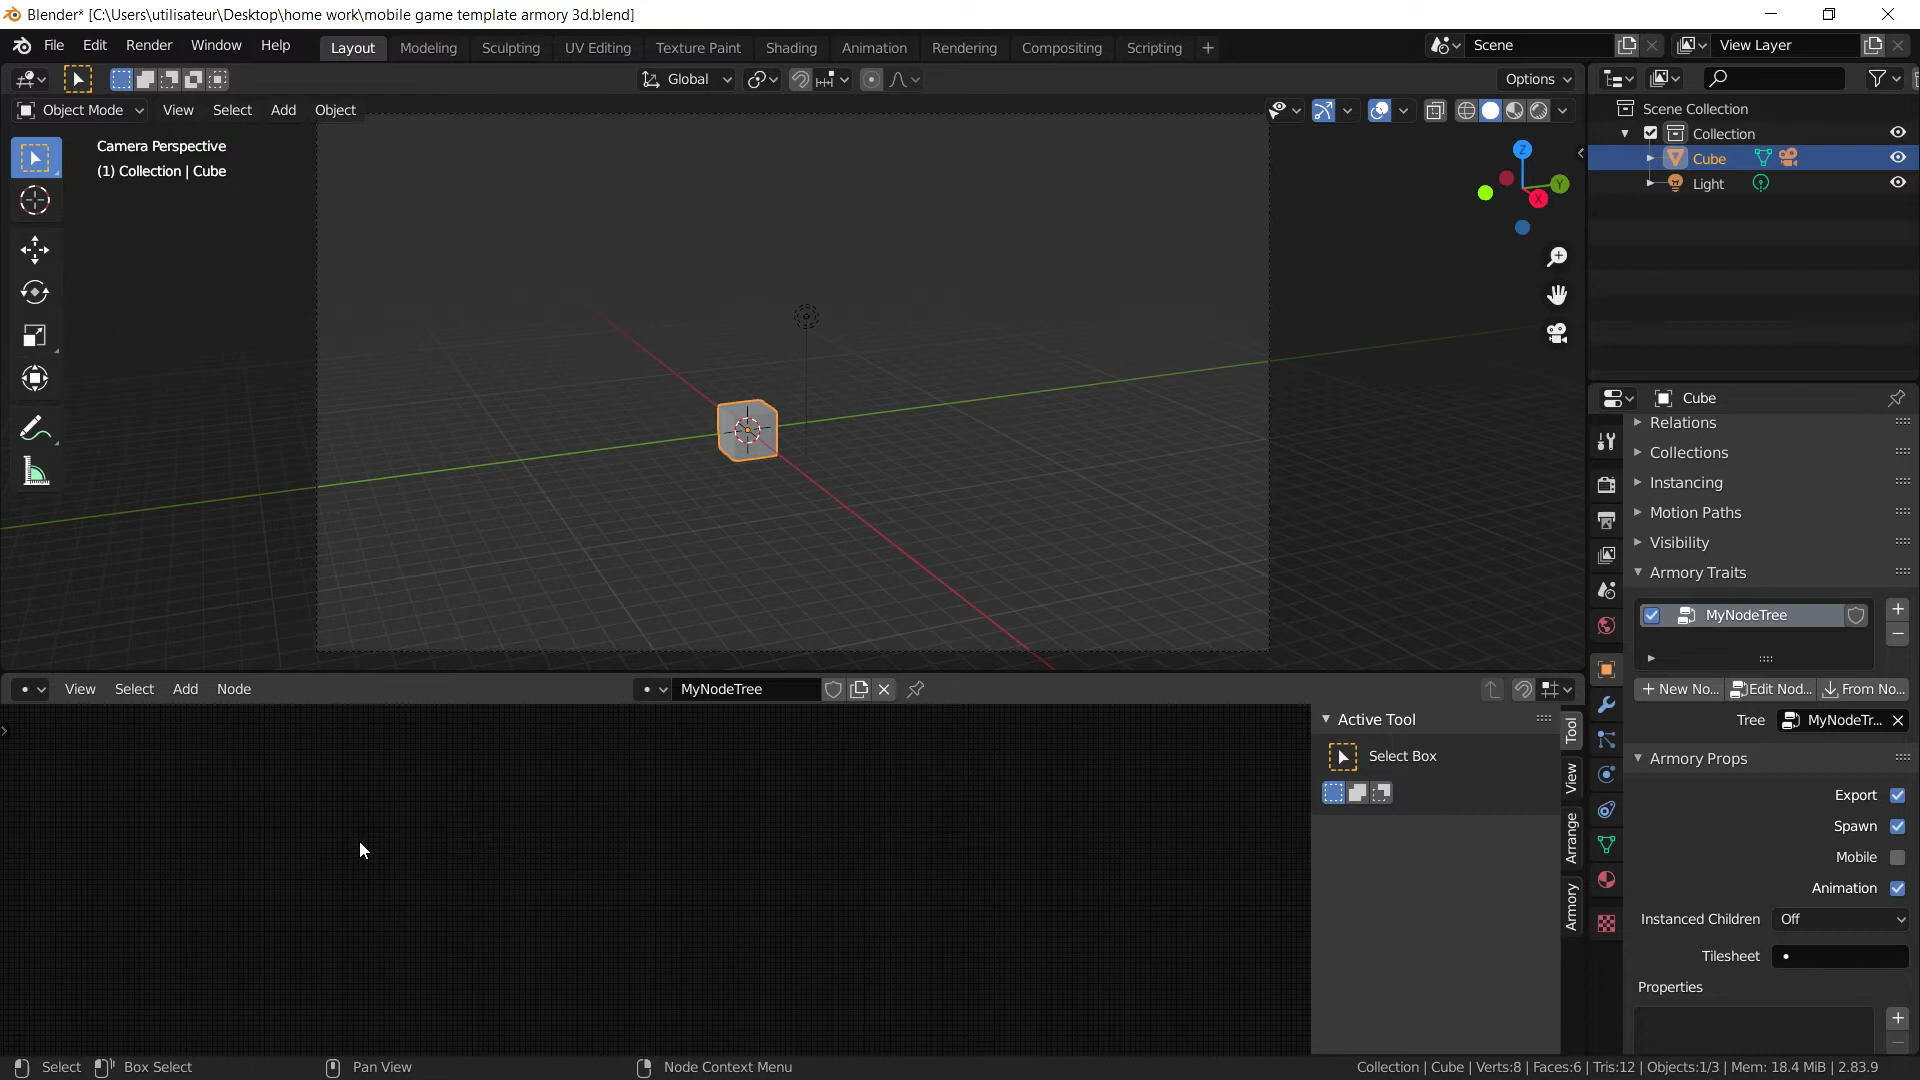 Blender* [C:\Users\utilisateur\Desktop\home work\mobile game template armory 3d.blend]
File Edit Render Window Help Layout Modeling Sculpting UV Editing Texture Paint Shading Animation Rendering Compositing Scripting + Scene View Layer
Global Options
Object Mode View Select Add Object
Camera Perspective
(1) Collection | Cube
Z
Y
X
Scene Collection
Collection
Cube
Light
Cube
Relations
Collections
Instancing
Motion Paths
Visibility
Armory Traits
MyNodeTree
+ New No... Edit Nod... From No...
Tree MyNodeTr...
Armory Props
Export
Spawn
Mobile
Animation
Instanced Children Off
Tilesheet
Properties
View Select Add Node MyNodeTree
Active Tool
Select Box
Tool
View
Arrange
Armory
Select Box Select Pan View Node Context Menu Collection | Cube | Verts:8 | Faces:6 | Tris:12 | Objects:1/3 | Mem: 18.4 MiB | 2.83.9